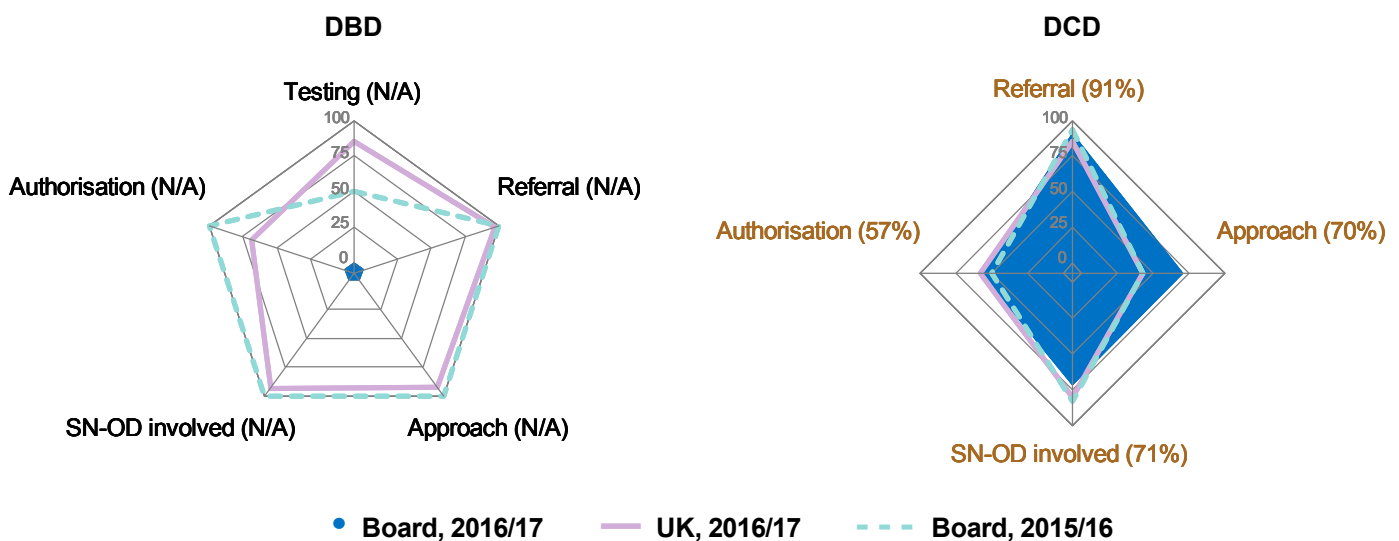 DBD
Testing (N/A)
100
75
50
25
0
Authorisation (N/A)
Referral (N/A)
SN-OD involved (N/A)
Approach (N/A)
DCD
Referral (91%)
100
75
50
25
0
Authorisation (57%)
Approach (70%)
SN-OD involved (71%)
Board, 2016/17
UK, 2016/17
Board, 2015/16